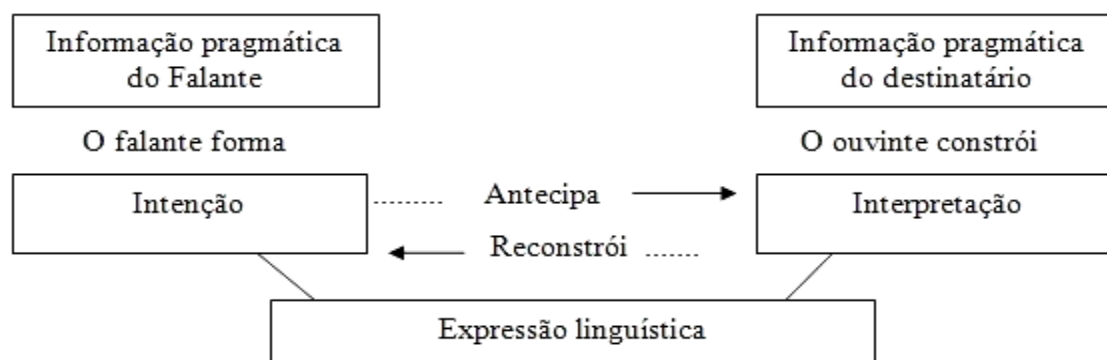 Informação pragmática
do Falante
Informação pragmática
do destinatário
O falante forma
O ouvinte constrói
Intenção
Antecipa
Interpretação
Reconstrói
Expressão linguística